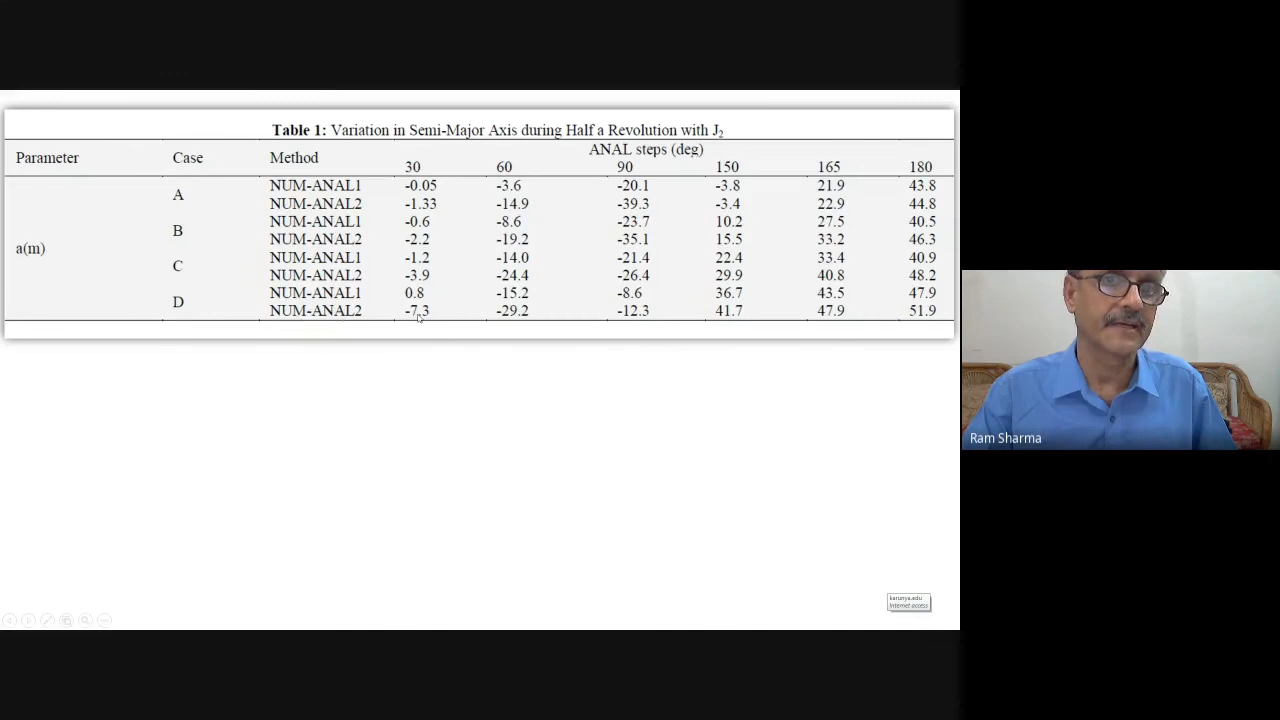 Table 1: Variation in Semi-Major Axis during Half a Revolution with J2
Parameter Case Method ANAL steps (deg)
30 60 90 150 165 180
a(m)
A
NUM-ANAL1 -0.05 -3.6 -20.1 -3.8 21.9 43.8
NUM-ANAL2 -1.33 -14.9 -39.3 -3.4 22.9 44.8
B
NUM-ANAL1 -0.6 -8.6 -23.7 10.2 27.5 40.5
NUM-ANAL2 -2.2 -19.2 -35.1 15.5 33.2 46.3
C
NUM-ANAL1 -1.2 -14.0 -21.4 22.4 33.4 40.9
NUM-ANAL2 -3.9 -24.4 -26.4 29.9 40.8 48.2
D
NUM-ANAL1 0.8 -15.2 -8.6 36.7 43.5 47.9
NUM-ANAL2 -7.3 -29.2 -12.3 41.7 47.9 51.9
Ram Sharma
karunya.edu
Internet access